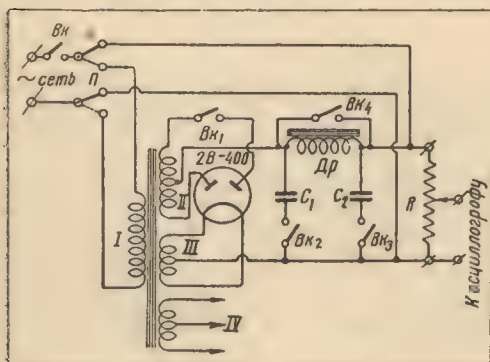 Вк
~сеть
П
Вк₁
2В-400
Вк₄
Др
C₁
C₂
Вк₂
Вк₃
R
К осциллографу
I
II
III
IV